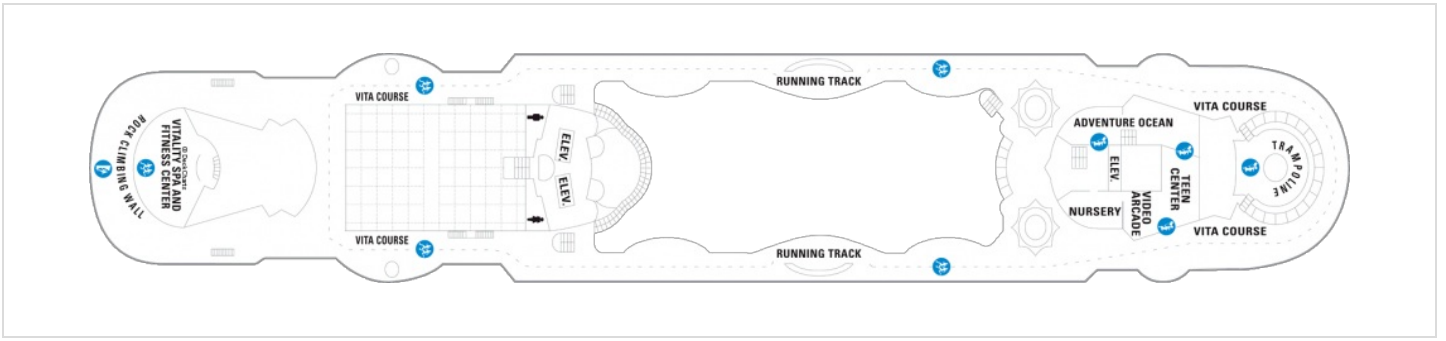 RUNNING TRACK
VITA COURSE
VITA COURSE
ROCK CLIMBING WALL
VITALITY SPA AND
FITNESS CENTER
© DeckChartz
ELEV.
ELEV.
ADVENTURE OCEAN
ELEV.
TEEN
CENTER
VIDEO
ARCADE
NURSERY
TRAMPOLINE
VITA COURSE
VITA COURSE
RUNNING TRACK